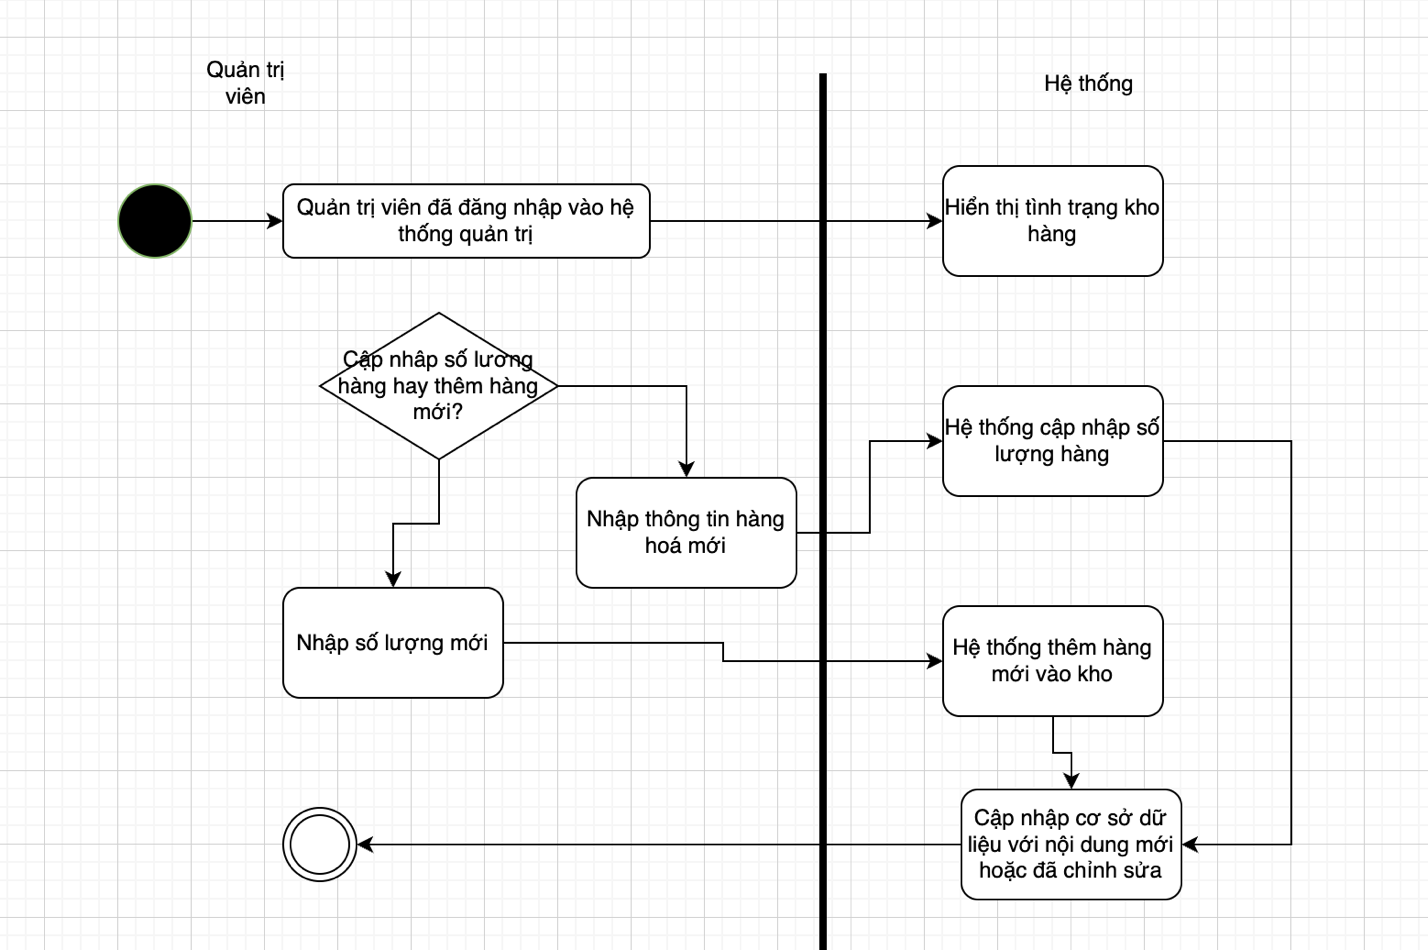 Quản trị
viên
Hệ thống
Quản trị viên đã đăng nhập vào hệ
thống quản trị
Hiển thị tình trạng kho
hàng
Cập nhập số lượng
hàng hay thêm hàng
mới?
Hệ thống cập nhập số
lượng hàng
Nhập thông tin hàng
hoá mới
Nhập số lượng mới
Hệ thống thêm hàng
mới vào kho
Cập nhập cơ sở dữ
liệu với nội dung mới
hoặc đã chỉnh sửa